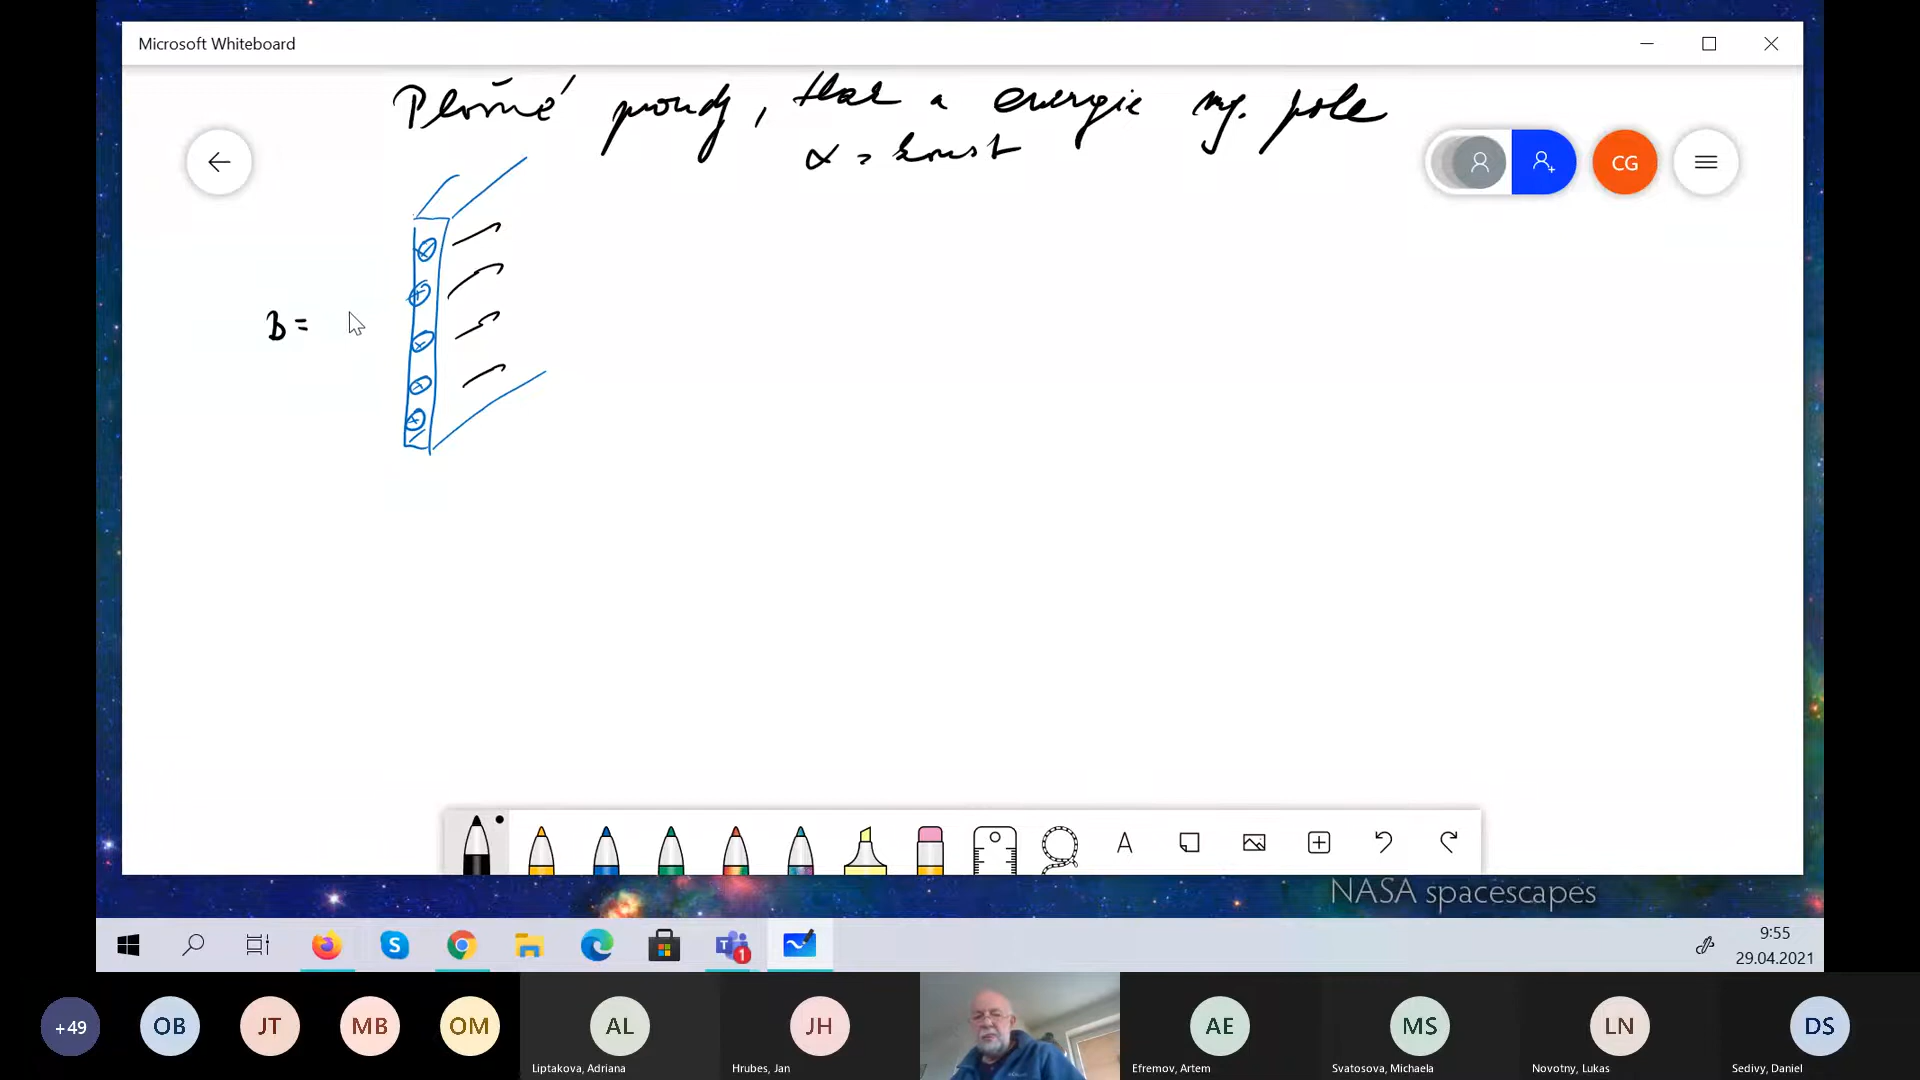 Microsoft Whiteboard
Plošné proudy, tlak a energie mg. pole
α = konst
CG
B =
A
NASA spacescapes
9:55
29.04.2021
S
T
1
+49
OB
JT
MB
OM
AL
JH
AE
MS
LN
DS
Liptakova, Adriana
Hrubes, Jan
Efremov, Artem
Svatosova, Michaela
Novotny, Lukas
Sedivy, Daniel